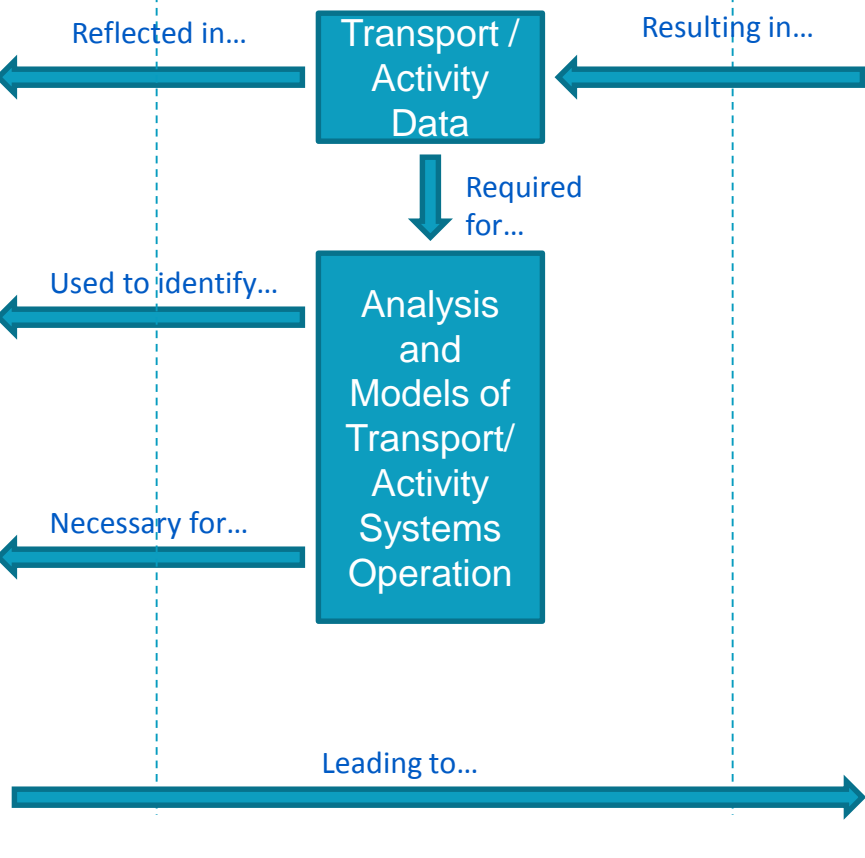 Reflected in…
Transport /
Activity
Data
Resulting in…
Required
for…
Used to identify…
Analysis
and
Models of
Transport/
Activity
Systems
Operation
Necessary for…
Leading to…